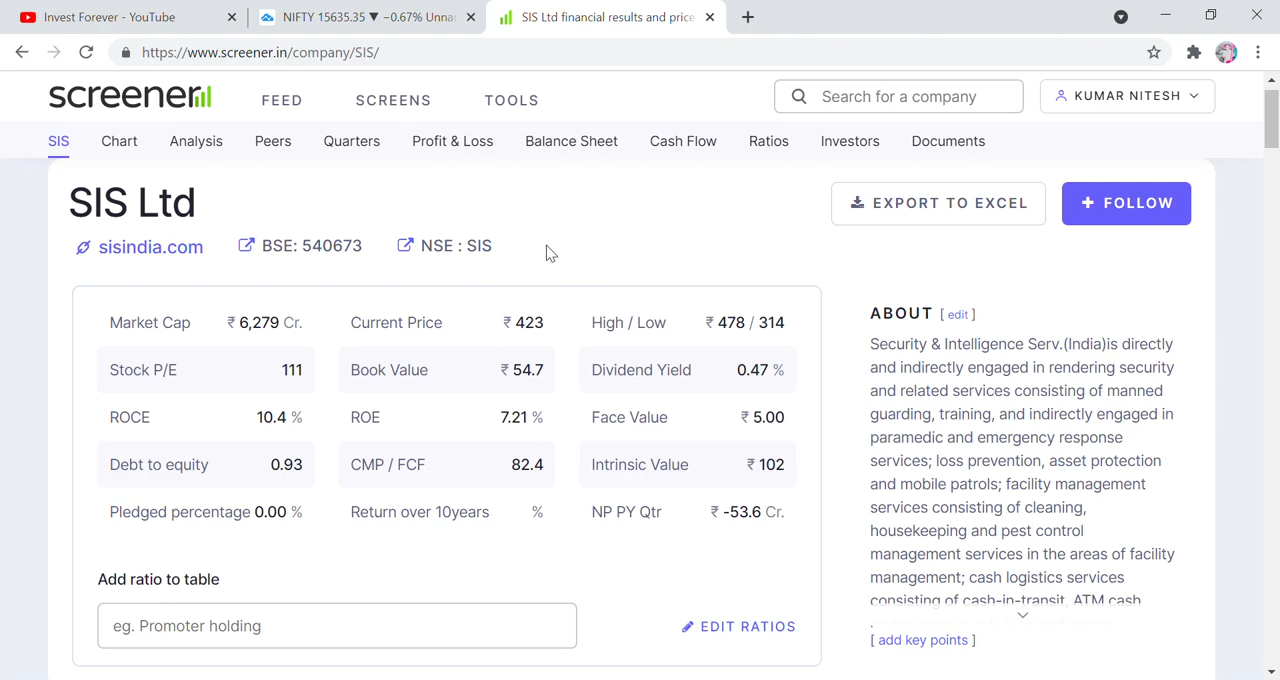 Invest Forever - YouTube
NIFTY 15635.35 ▼ −0.67% Unna
SIS Ltd financial results and price
https://www.screener.in/company/SIS/
screener
FEED
SCREENS
TOOLS
Search for a company
KUMAR NITESH
SIS
Chart
Analysis
Peers
Quarters
Profit & Loss
Balance Sheet
Cash Flow
Ratios
Investors
Documents
SIS Ltd
EXPORT TO EXCEL
+ FOLLOW
sisindia.com
BSE: 540673
NSE : SIS
Market Cap ₹ 6,279 Cr.
Current Price ₹ 423
High / Low ₹ 478 / 314
Stock P/E 111
Book Value ₹ 54.7
Dividend Yield 0.47 %
ROCE 10.4 %
ROE 7.21 %
Face Value ₹ 5.00
Debt to equity 0.93
CMP / FCF 82.4
Intrinsic Value ₹ 102
Pledged percentage 0.00 %
Return over 10years %
NP PY Qtr ₹ -53.6 Cr.
Add ratio to table
eg. Promoter holding
EDIT RATIOS
ABOUT [ edit ]
Security & Intelligence Serv.(India)is directly
and indirectly engaged in rendering security
and related services consisting of manned
guarding, training, and indirectly engaged in
paramedic and emergency response
services; loss prevention, asset protection
and mobile patrols; facility management
services consisting of cleaning,
housekeeping and pest control
management services in the areas of facility
management; cash logistics services
consisting of cash-in-transit, ATM cash
[ add key points ]